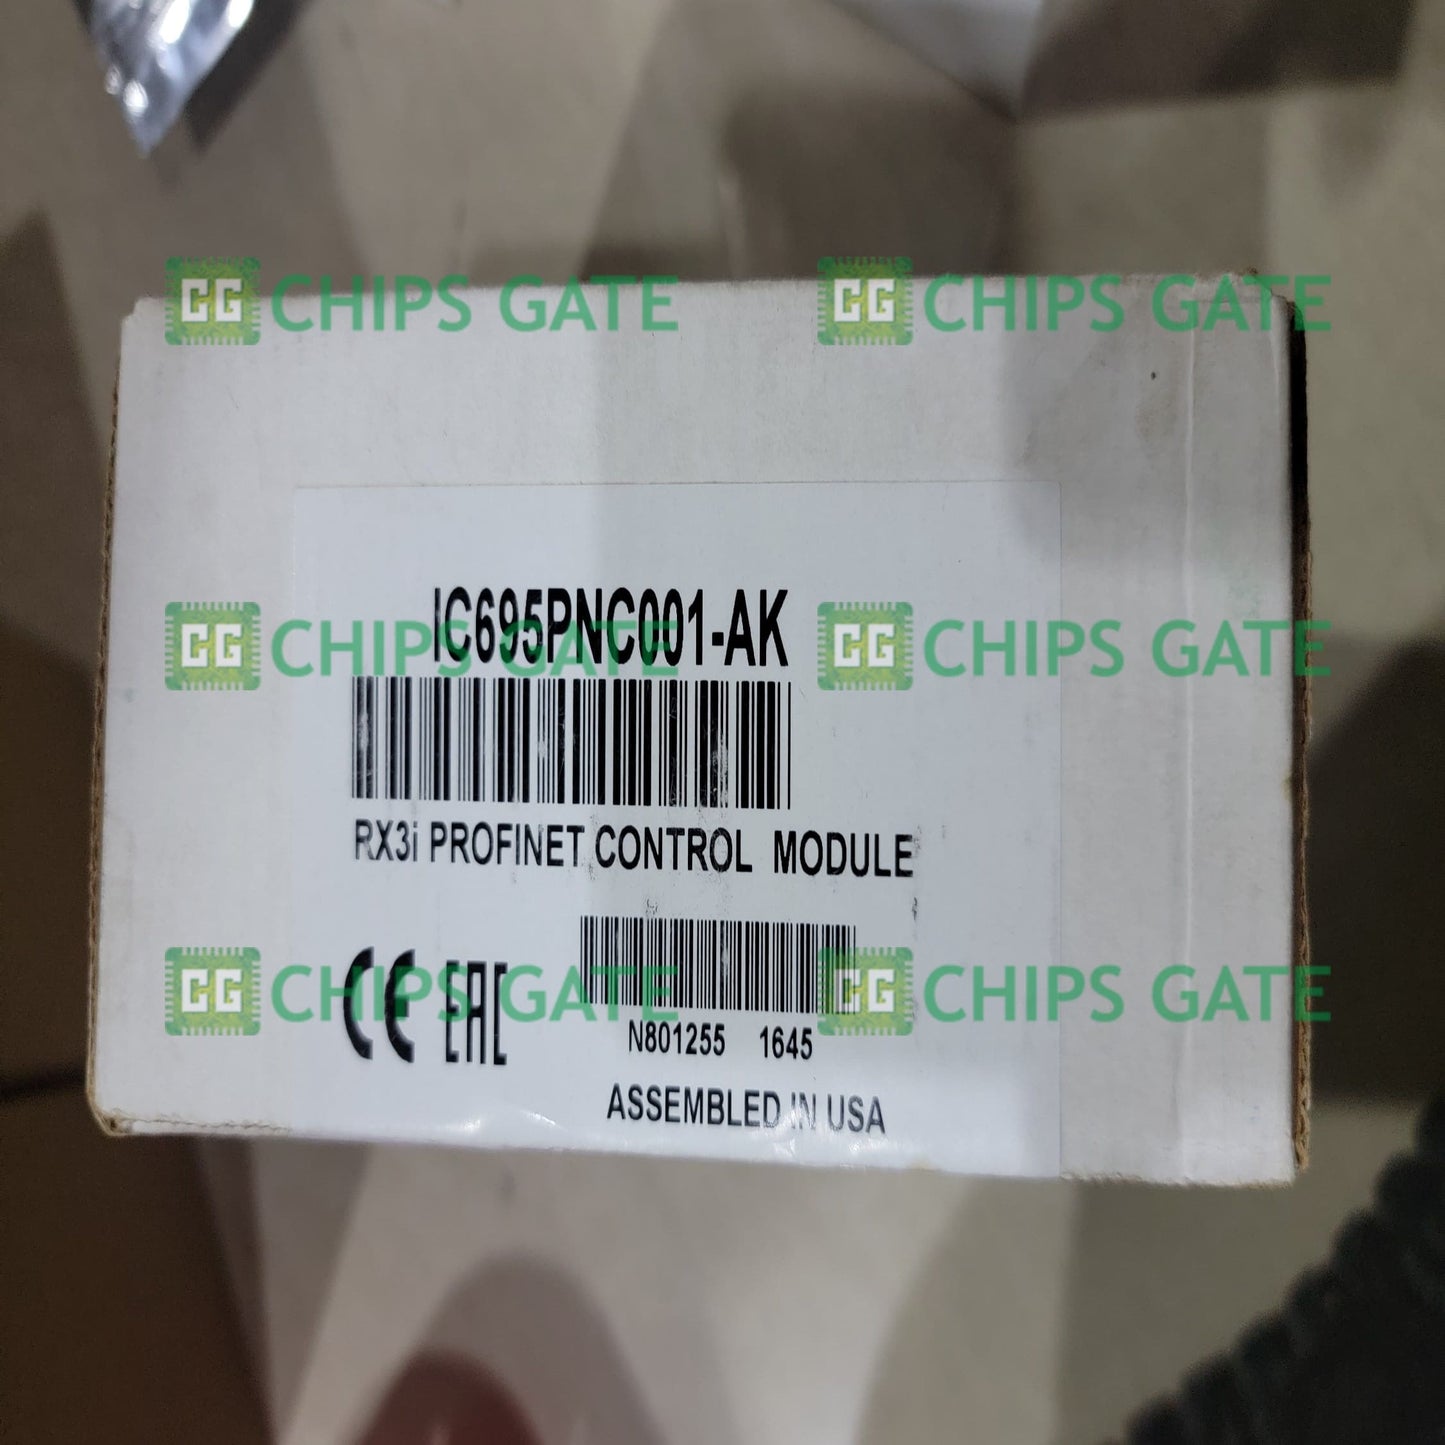 CG CHIPS GATE CG CHIPS GATE
IC695PNC001-AK
CG CHIPS GATE CG CHIPS GATE
RX3i PROFINET CONTROL MODULE
CE EAC
CG CHIPS GATE CG CHIPS GATE
N801255 1645
ASSEMBLED IN USA